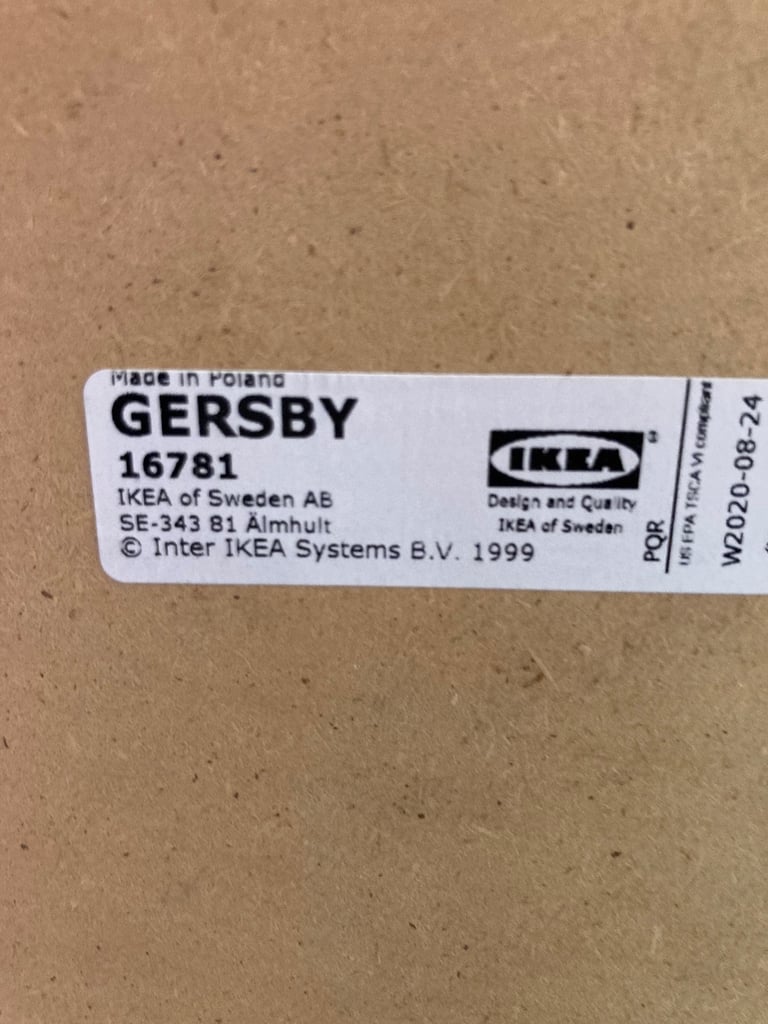 Made in Poland
GERSBY
16781
IKEA of Sweden AB
SE-343 81 Älmhult
© Inter IKEA Systems B.V. 1999
IKEA®
Design and Quality
IKEA of Sweden
PQR
US EPA TSCA VI compliant
W2020-08-24